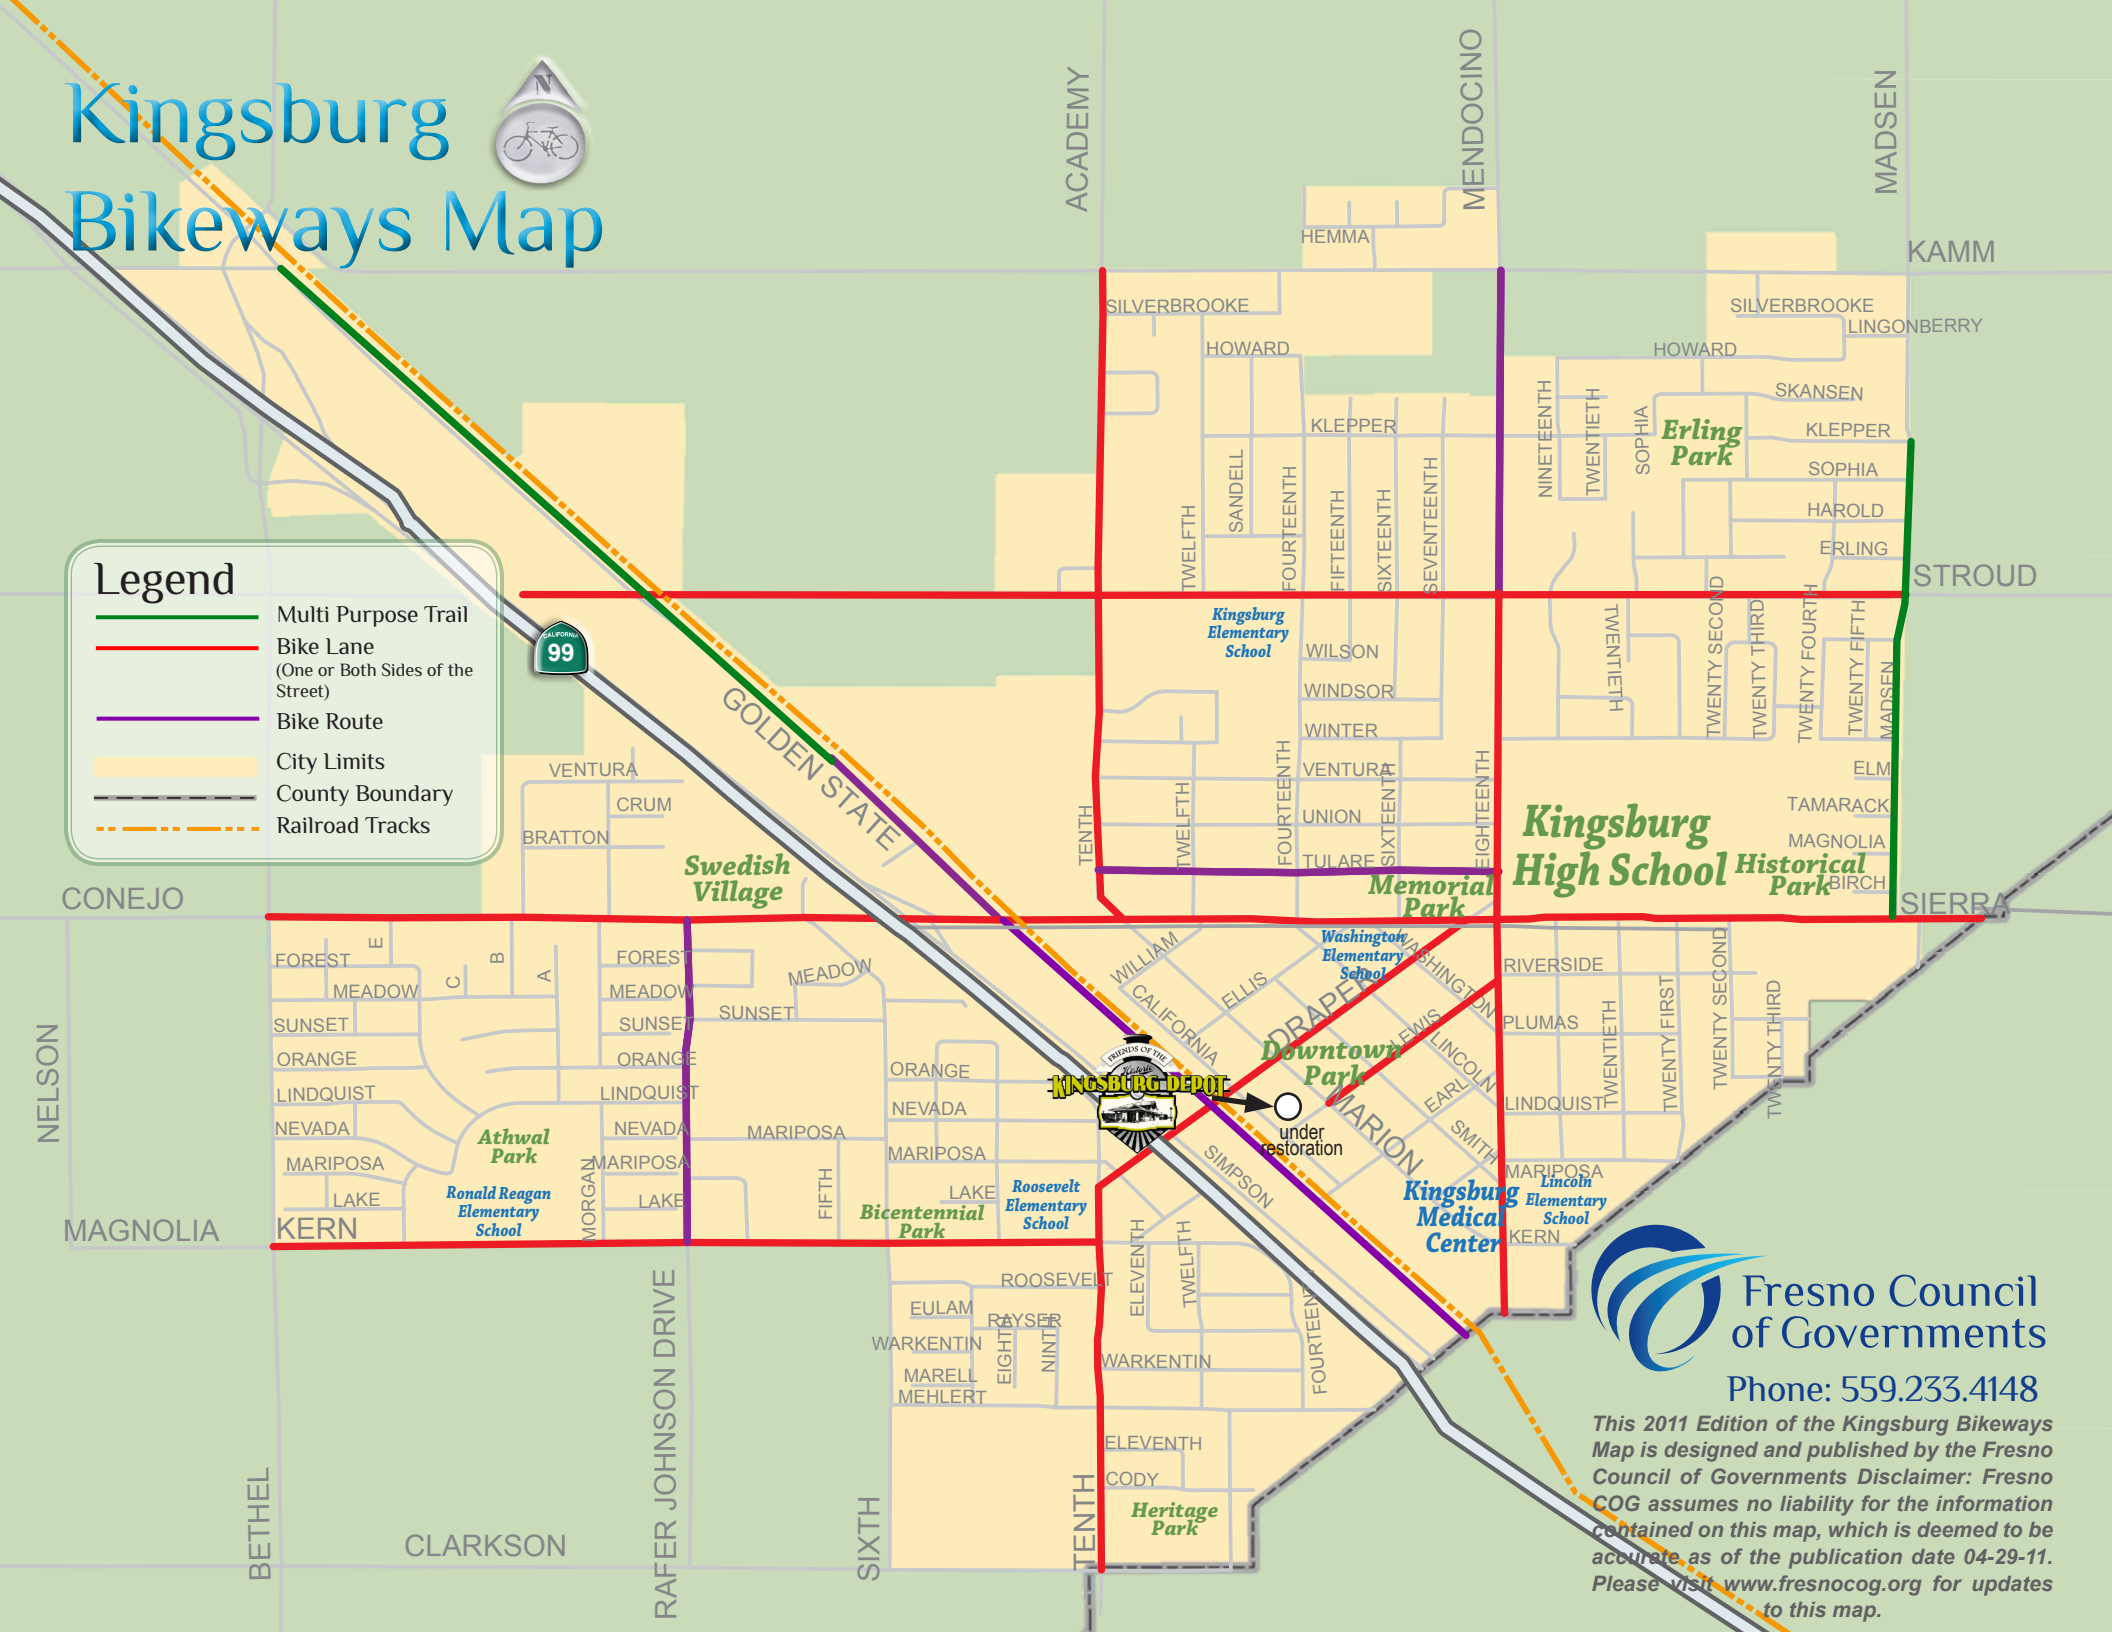 Kingsburg
Bikeways Map
N
ACADEMY
MENDOCINO
MADSEN
KAMM
HEMMA
SILVERBROOKE
SILVERBROOKE
LINGONBERRY
HOWARD
HOWARD
SKANSEN
KLEPPER
KLEPPER
NINETEENTH
TWENTIETH
SOPHIA
Erling
Park
SOPHIA
HAROLD
ERLING
TWELFTH
SANDELL
FOURTEENTH
FIFTEENTH
SIXTEENTH
SEVENTEENTH
STROUD
Legend
Multi Purpose Trail
Bike Lane
(One or Both Sides of the
Street)
Bike Route
City Limits
County Boundary
Railroad Tracks
CALIFORNIA
99
Kingsburg
Elementary
School
WILSON
WINDSOR
WINTER
VENTURA
UNION
TULARE
TENTH
TWELFTH
FOURTEENTH
SIXTEENTH
EIGHTEENTH
TWENTIETH
TWENTY SECOND
TWENTY THIRD
TWENTY FOURTH
TWENTY FIFTH
MADSEN
ELM
TAMARACK
MAGNOLIA
BIRCH
GOLDEN STATE
VENTURA
CRUM
BRATTON
Swedish
Village
Kingsburg
High School
Historical
Park
Memorial
Park
CONEJO
SIERRA
FOREST
E
C
B
A
FOREST
MEADOW
MEADOW
MEADOW
SUNSET
SUNSET
SUNSET
ORANGE
ORANGE
ORANGE
LINDQUIST
LINDQUIST
NEVADA
NEVADA
NEVADA
MARIPOSA
MARIPOSA
MARIPOSA
MARIPOSA
LAKE
LAKE
LAKE
NELSON
MORGAN
FIFTH
Athwal
Park
Ronald Reagan
Elementary
School
Bicentennial
Park
Roosevelt
Elementary
School
MAGNOLIA
KERN
WILLIAM
CALIFORNIA
ELLIS
DRAPER
Washington
Elementary
School
WASHINGTON
LEWIS
LINCOLN
EARL
SMITH
MARION
SIMPSON
Downtown
Park
FRIENDS OF THE
Historic
KINGSBURG DEPOT
under
restoration
RIVERSIDE
PLUMAS
LINDQUIST
MARIPOSA
KERN
TWENTIETH
TWENTY FIRST
TWENTY SECOND
TWENTY THIRD
TWENTY THIRD
Kingsburg
Medical
Center
Lincoln
Elementary
School
ROOSEVELT
EULAM
RAYSER
WARKENTIN
MARELL
MEHLERT
EIGHTH
NINTH
ELEVENTH
TWELFTH
FOURTEENTH
WARKENTIN
ELEVENTH
CODY
Heritage
Park
BETHEL
CLARKSON
RAFER JOHNSON DRIVE
SIXTH
TENTH
Fresno Council
of Governments
Phone: 559.233.4148
This 2011 Edition of the Kingsburg Bikeways
Map is designed and published by the Fresno
Council of Governments Disclaimer: Fresno
COG assumes no liability for the information
contained on this map, which is deemed to be
accurate as of the publication date 04-29-11.
Please visit www.fresnocog.org for updates
to this map.